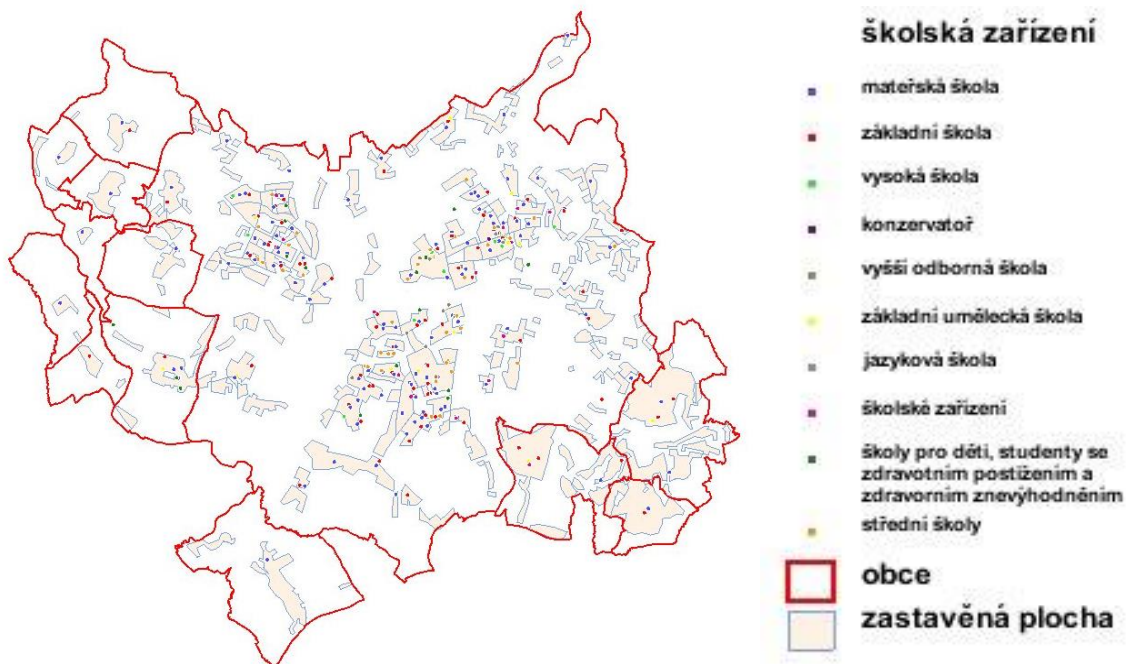 školská zařízení
mateřská škola
základní škola
vysoká škola
konzervatoř
vyšší odborná škola
základní umělecká škola
jazyková škola
školské zařízení
školy pro děti, studenty se
zdravotním postižením a
zdravorním znevýhodněním
střední školy
obce
zastavěná plocha